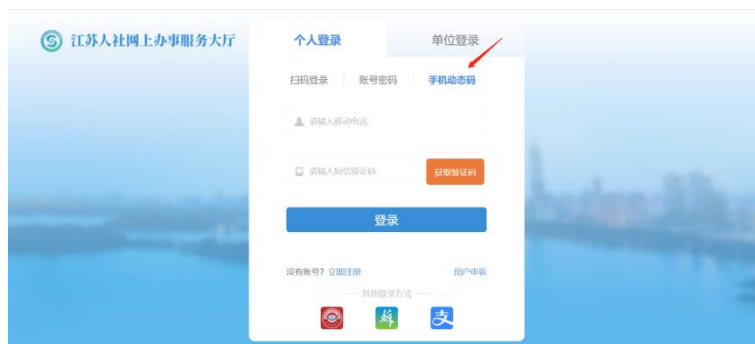 江苏人社网上办事服务大厅
个人登录 单位登录
扫码登录 账号密码 手机动态码
请输入移动电话
请输入短信验证码 获取验证码
登录
没有账号? 立即注册 用户申诉
其他登录方式
蘇
支